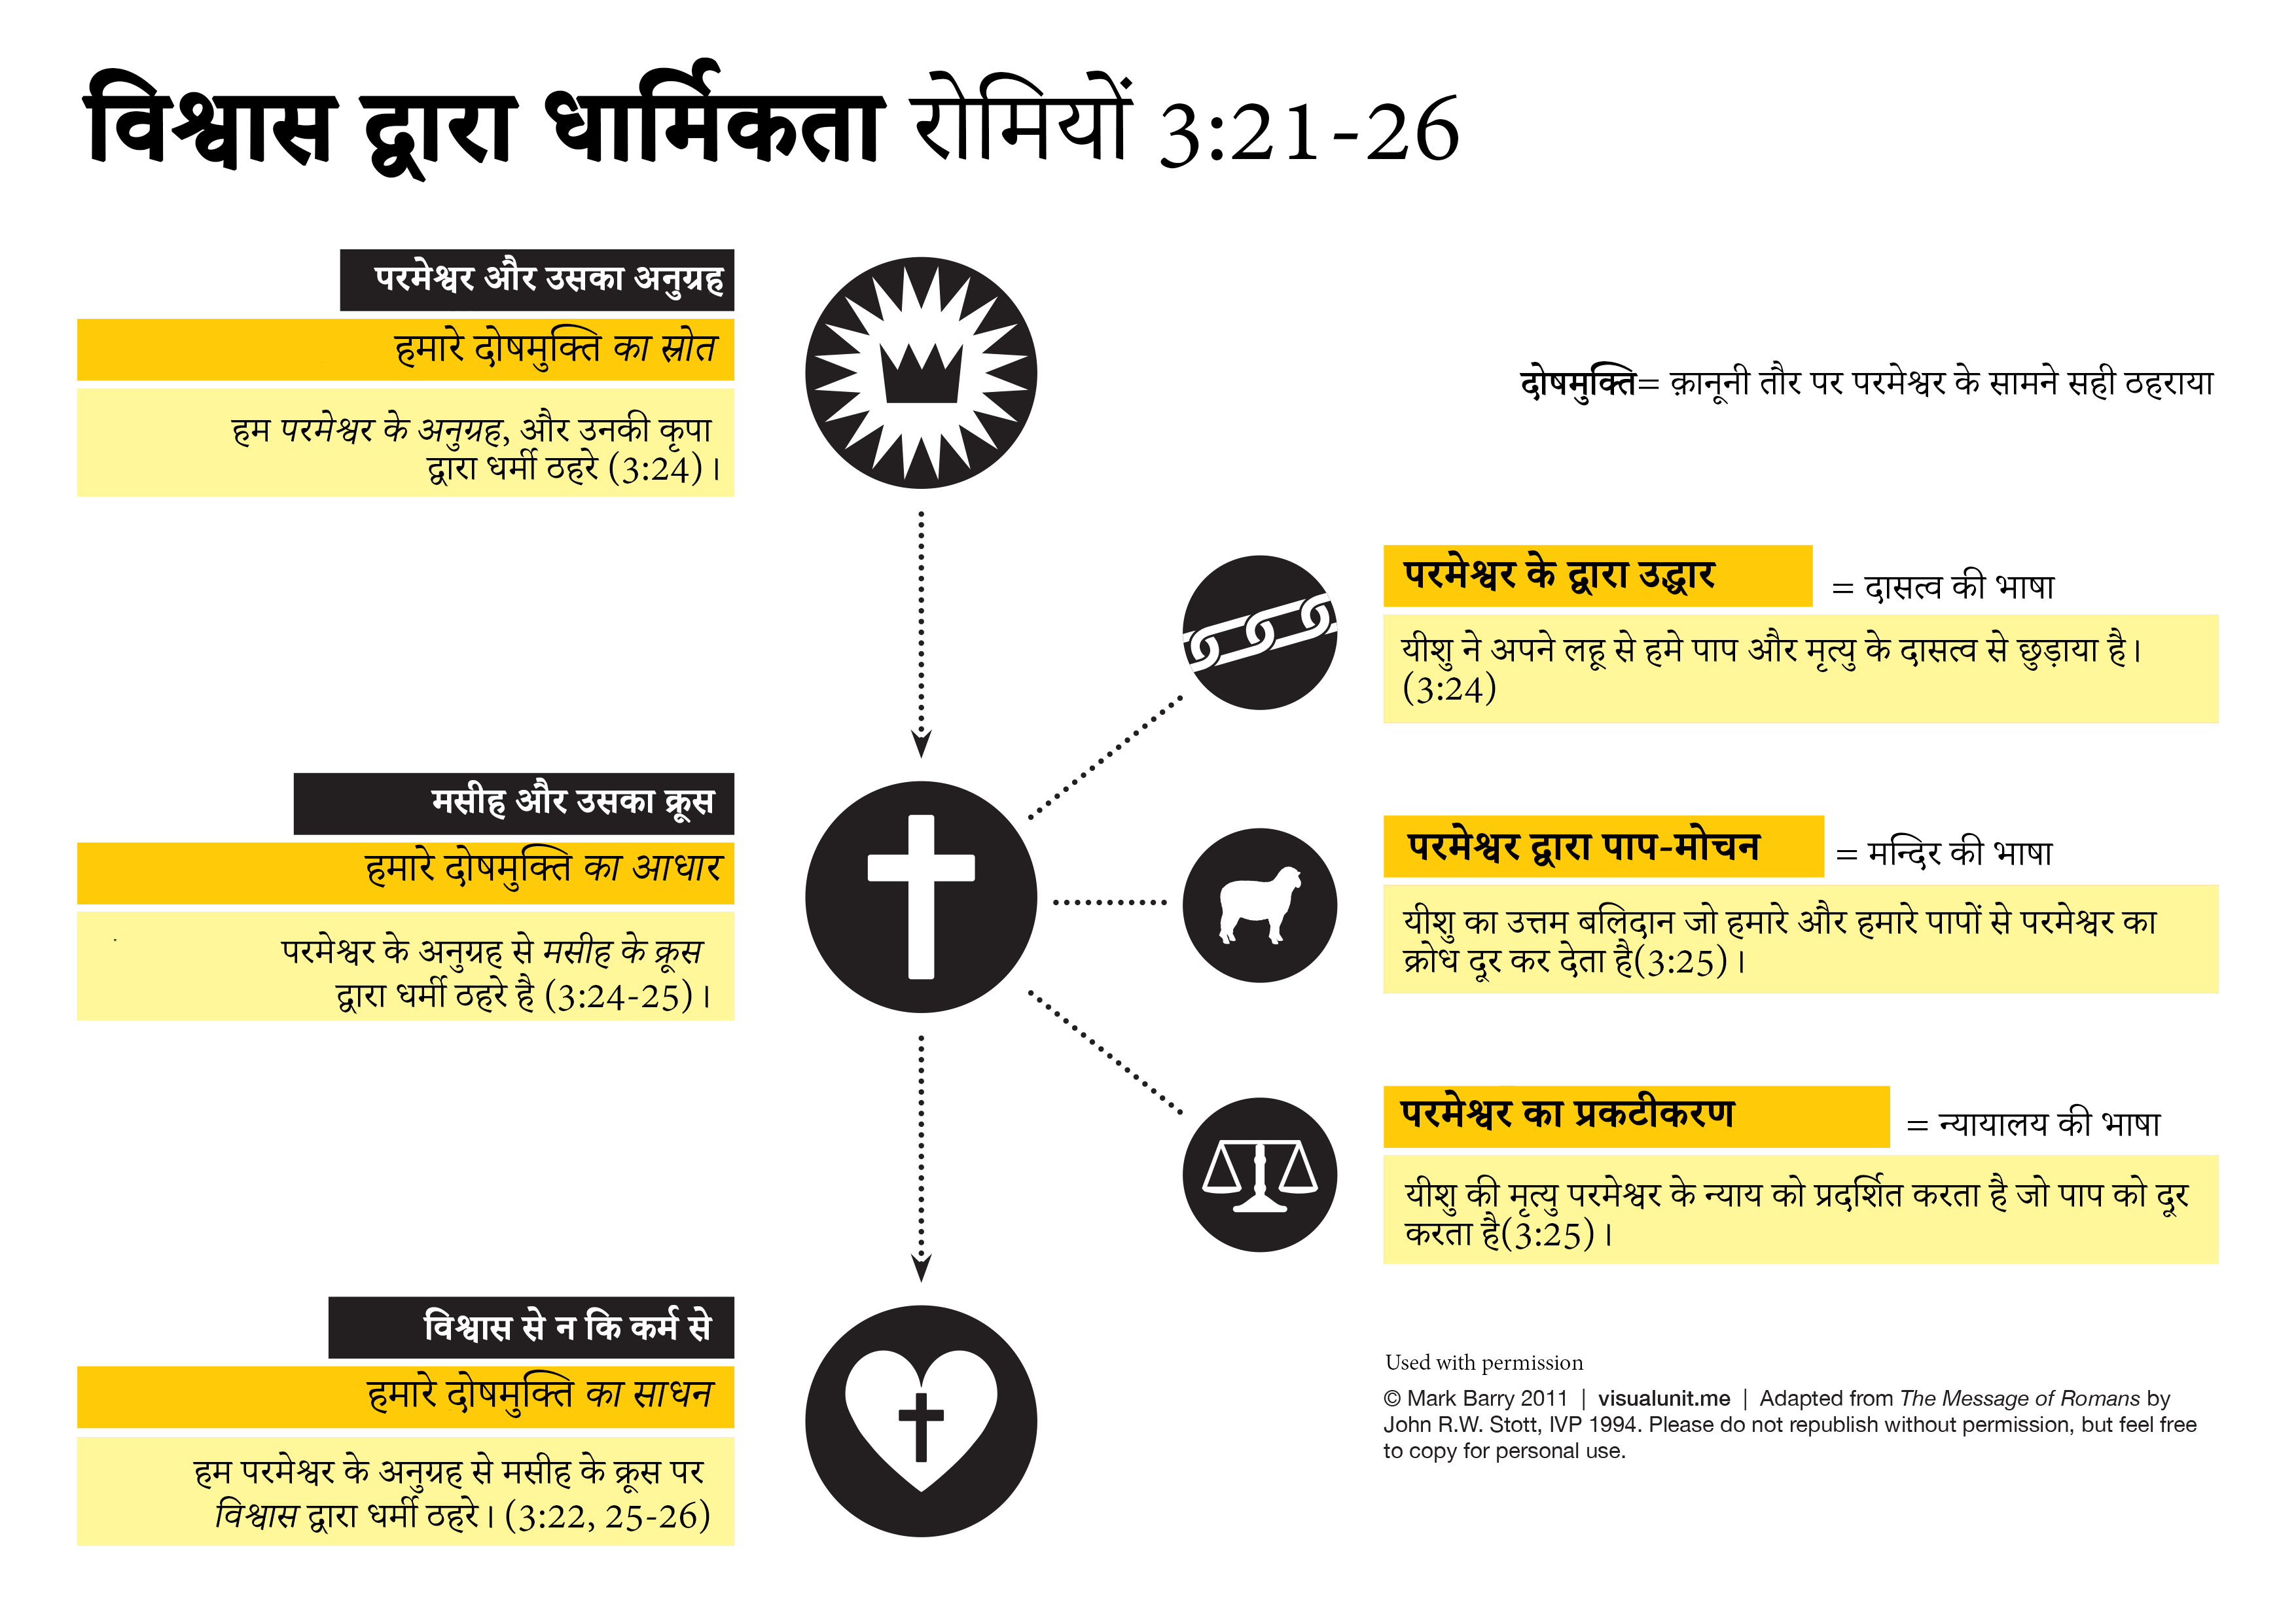 विश्वास द्वारा धार्मिकता रोमियों 3:21-26
परमेश्वर और उसका अनुग्रह
हमारे दोषमुक्ति का स्रोत
हम परमेश्वर के अनुग्रह, और उनकी कृपा
द्वारा धर्मी ठहरे (3:24)।
दोषमुक्ति= क़ानूनी तौर पर परमेश्वर के सामने सही ठहराया
परमेश्वर के द्वारा उद्धार = दासत्व की भाषा
यीशु ने अपने लहू से हमे पाप और मृत्यु के दासत्व से छुड़ाया है।
(3:24)
मसीह और उसका क्रूस
हमारे दोषमुक्ति का आधार
परमेश्वर के अनुग्रह से मसीह के क्रूस
द्वारा धर्मी ठहरे है (3:24-25)।
परमेश्वर द्वारा पाप-मोचन = मन्दिर की भाषा
यीशु का उत्तम बलिदान जो हमारे और हमारे पापों से परमेश्वर का
क्रोध दूर कर देता है(3:25)।
परमेश्वर का प्रकटीकरण = न्यायालय की भाषा
यीशु की मृत्यु परमेश्वर के न्याय को प्रदर्शित करता है जो पाप को दूर
करता है(3:25)।
विश्वास से न कि कर्म से
हमारे दोषमुक्ति का साधन
हम परमेश्वर के अनुग्रह से मसीह के क्रूस पर
विश्वास द्वारा धर्मी ठहरे। (3:22, 25-26)
Used with permission
© Mark Barry 2011 | visualunit.me | Adapted from The Message of Romans by
John R.W. Stott, IVP 1994. Please do not republish without permission, but feel free
to copy for personal use.